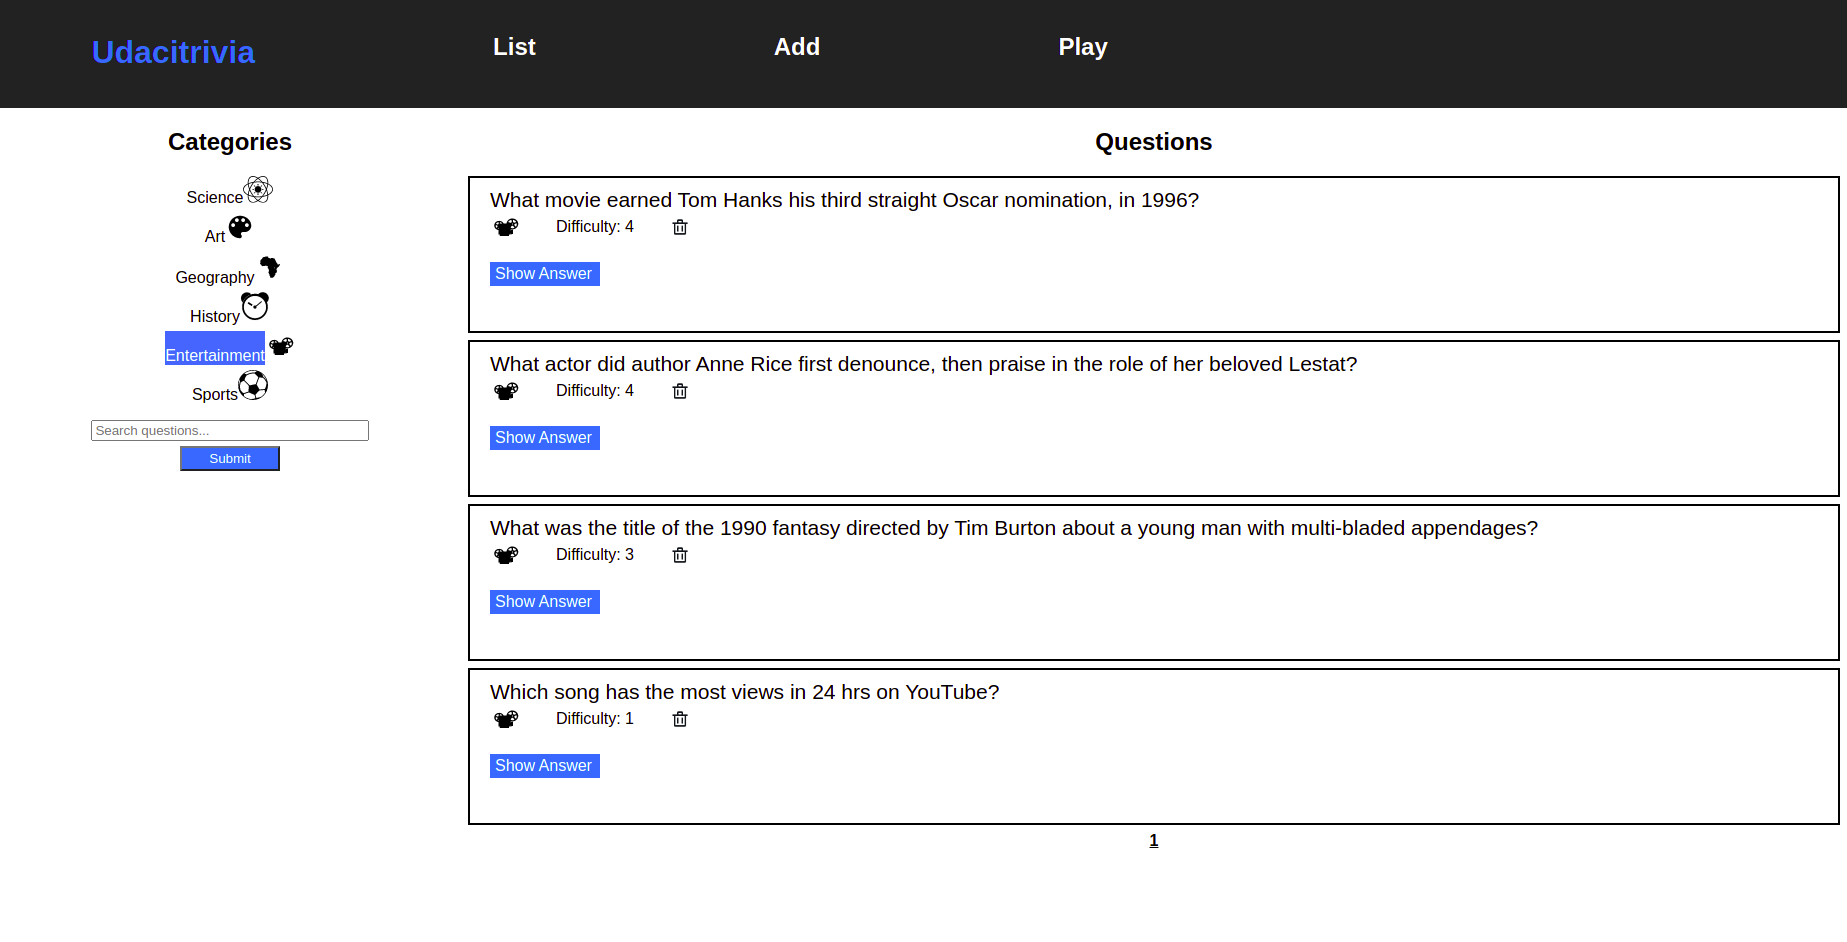 Udacitrivia
List
Add
Play
Categories
Science
Art
Geography
History
Entertainment
Sports
Search questions...
Submit
Questions
What movie earned Tom Hanks his third straight Oscar nomination, in 1996?
Difficulty: 4
Show Answer
What actor did author Anne Rice first denounce, then praise in the role of her beloved Lestat?
Difficulty: 4
Show Answer
What was the title of the 1990 fantasy directed by Tim Burton about a young man with multi-bladed appendages?
Difficulty: 3
Show Answer
Which song has the most views in 24 hrs on YouTube?
Difficulty: 1
Show Answer
1